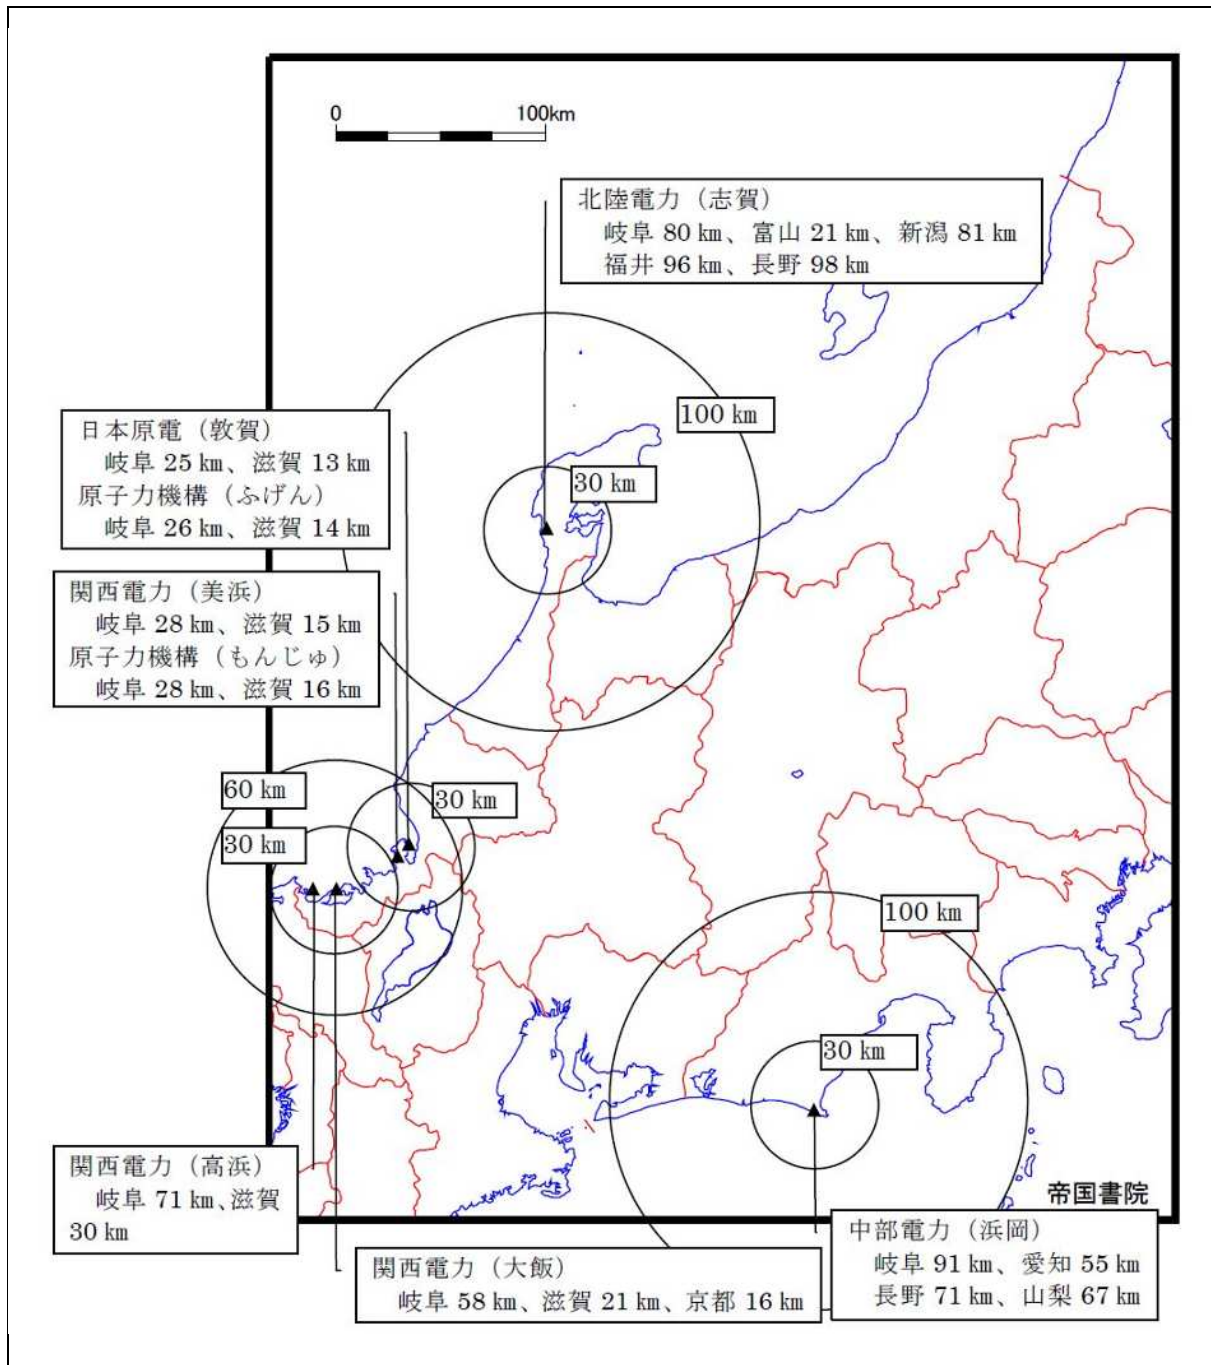 0 100km
北陸電力（志賀）
岐阜 80 ㎞、富山 21 ㎞、新潟 81 ㎞
福井 96 ㎞、長野 98 ㎞
100 ㎞
30 ㎞
日本原電（敦賀）
岐阜 25 ㎞、滋賀 13 ㎞
原子力機構（ふげん）
岐阜 26 ㎞、滋賀 14 ㎞
関西電力（美浜）
岐阜 28 ㎞、滋賀 15 ㎞
原子力機構（もんじゅ）
岐阜 28 ㎞、滋賀 16 ㎞
60 ㎞
30 ㎞
30 ㎞
100 ㎞
30 ㎞
関西電力（高浜）
岐阜 71 ㎞、滋賀
30 ㎞
帝国書院
関西電力（大飯）
岐阜 58 ㎞、滋賀 21 ㎞、京都 16 ㎞
中部電力（浜岡）
岐阜 91 ㎞、愛知 55 ㎞
長野 71 ㎞、山梨 67 ㎞